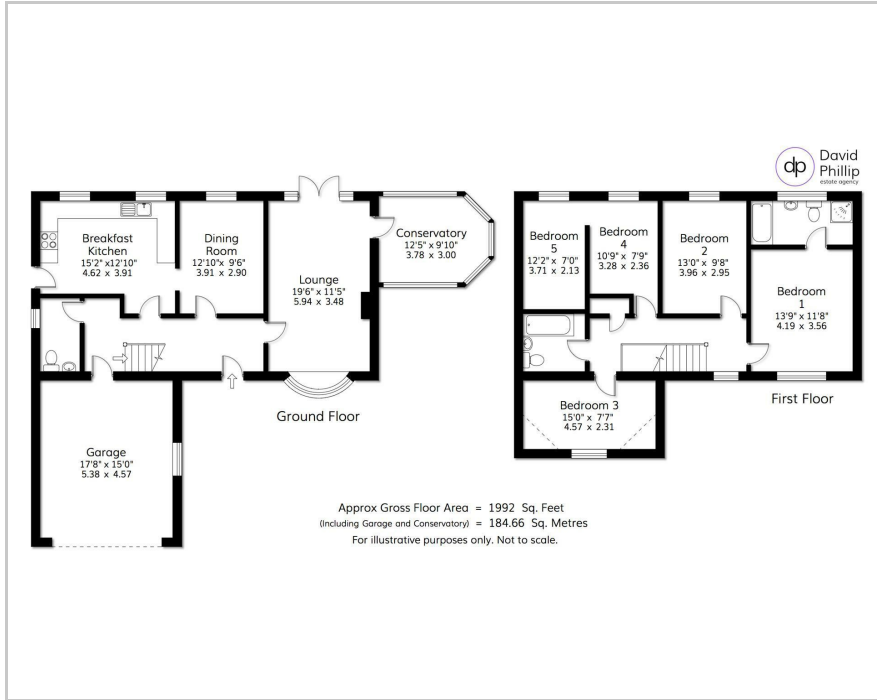 dp
David
Phillip
estate agency
Breakfast
Kitchen
15'2" x12'10"
4.62 x 3.91
Dining
Room
12'10" x 9'6"
3.91 x 2.90
Lounge
19'6" x 11'5"
5.94 x 3.48
Conservatory
12'5" x 9'10"
3.78 x 3.00
Garage
17'8" x 15'0"
5.38 x 4.57
Ground Floor
Bedroom
5
12'2" x 7'0"
3.71 x 2.13
Bedroom
4
10'9" x 7'9"
3.28 x 2.36
Bedroom
2
13'0" x 9'8"
3.96 x 2.95
Bedroom
1
13'9" x 11'8"
4.19 x 3.56
Bedroom 3
15'0" x 7'7"
4.57 x 2.31
First Floor
Approx Gross Floor Area = 1992 Sq. Feet
(Including Garage and Conservatory) = 184.66 Sq. Metres
For illustrative purposes only. Not to scale.